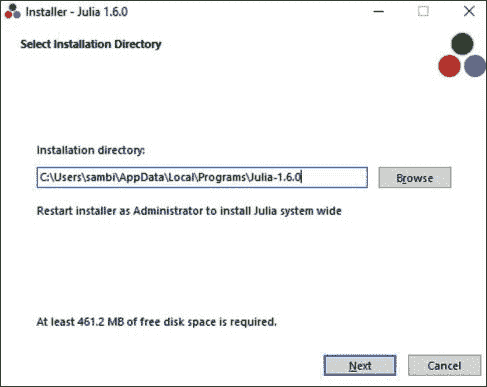 Installer - Julia 1.6.0
Select Installation Directory
Installation directory:
C:\Users\sambi\AppData\Local\Programs\Julia-1.6.0
Browse
Restart installer as Administrator to install Julia system wide
At least 461.2 MB of free disk space is required.
Next
Cancel